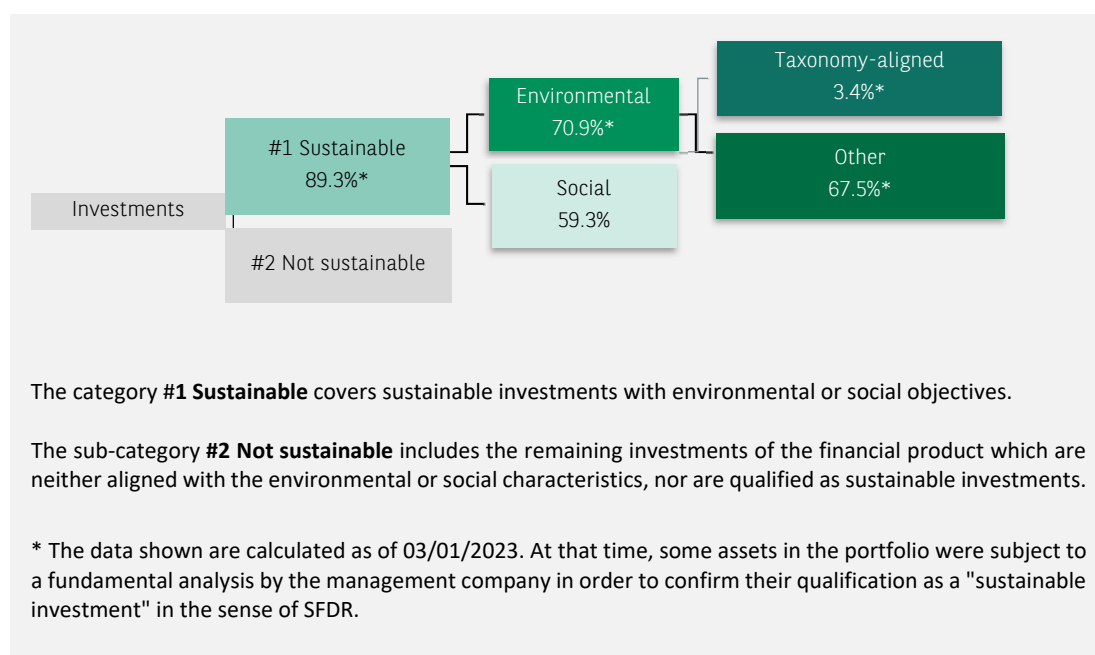 Taxonomy-aligned
3.4%*
Environmental
70.9%*
#1 Sustainable
89.3%*
Other
67.5%*
Social
59.3%
Investments
#2 Not sustainable
The category #1 Sustainable covers sustainable investments with environmental or social objectives.
The sub-category #2 Not sustainable includes the remaining investments of the financial product which are
neither aligned with the environmental or social characteristics, nor are qualified as sustainable investments.
* The data shown are calculated as of 03/01/2023. At that time, some assets in the portfolio were subject to
a fundamental analysis by the management company in order to confirm their qualification as a "sustainable
investment" in the sense of SFDR.